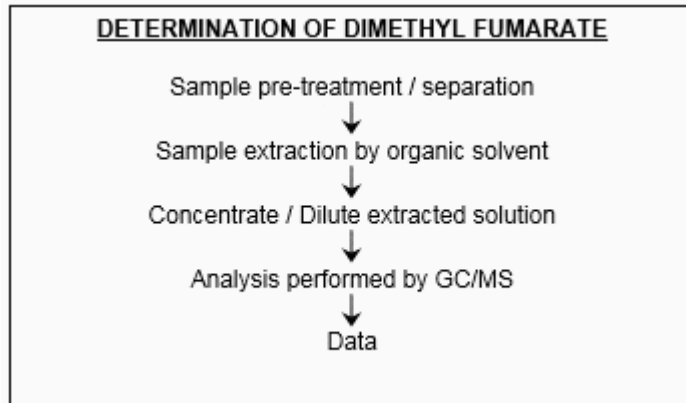 DETERMINATION OF DIMETHYL FUMARATE
Sample pre-treatment / separation
Sample extraction by organic solvent
Concentrate / Dilute extracted solution
Analysis performed by GC/MS
Data